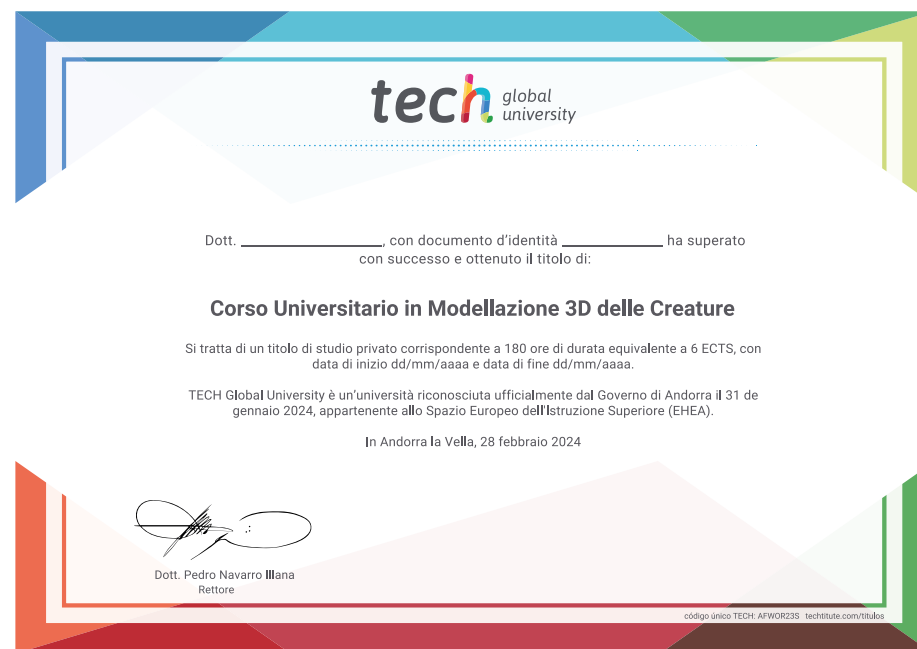 tech global university
Dott. ____________, con documento d'identità ____________ ha superato
con successo e ottenuto il titolo di:
Corso Universitario in Modellazione 3D delle Creature
Si tratta di un titolo di studio privato corrispondente a 180 ore di durata equivalente a 6 ECTS, con
data di inizio dd/mm/aaaa e data di fine dd/mm/aaaa.
TECH Global University è un'università riconosciuta ufficialmente dal Governo di Andorra il 31 de
gennaio 2024, appartenente allo Spazio Europeo dell'Istruzione Superiore (EHEA).
In Andorra la Vella, 28 febbraio 2024
Dott. Pedro Navarro Illana
Rettore
código único TECH: AFWOR23S techtitute.com/titulos